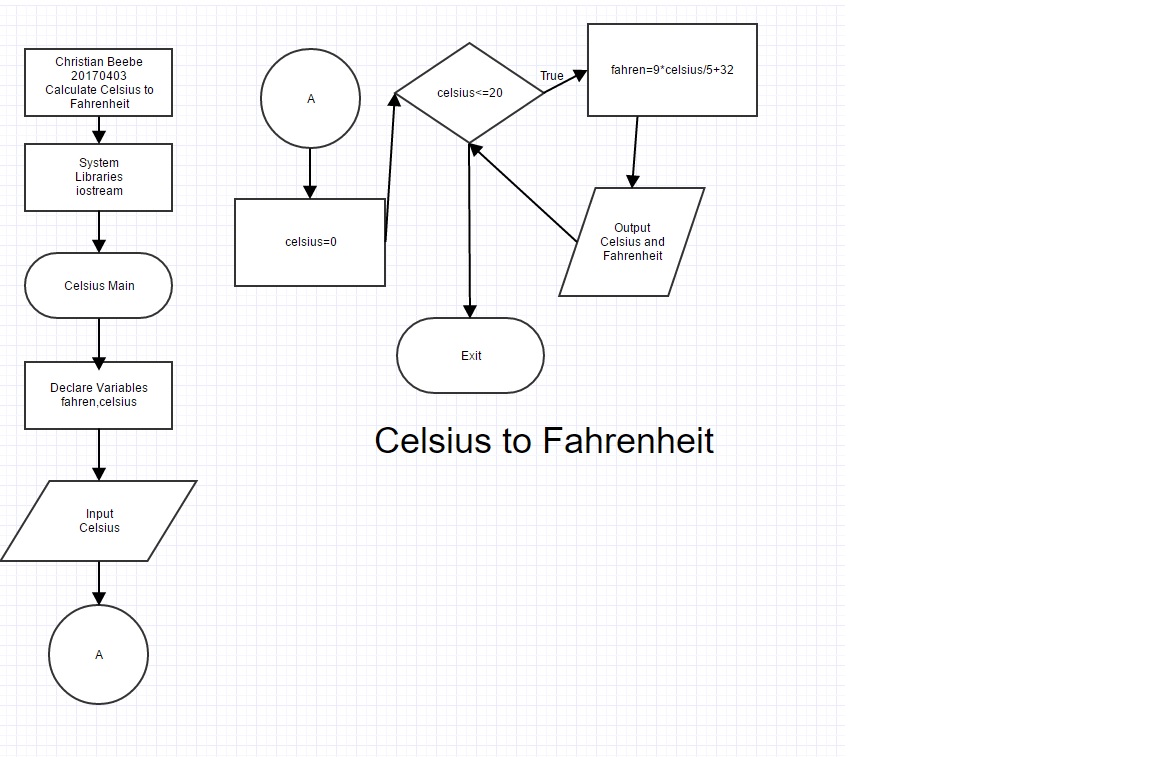 Christian Beebe
20170403
Calculate Celsius to
Fahrenheit
System
Libraries
iostream
Celsius Main
Declare Variables
fahren,celsius
Input
Celsius
A
A
celsius=0
celsius<=20
True
fahren=9*celsius/5+32
Output
Celsius and
Fahrenheit
Exit
Celsius to Fahrenheit